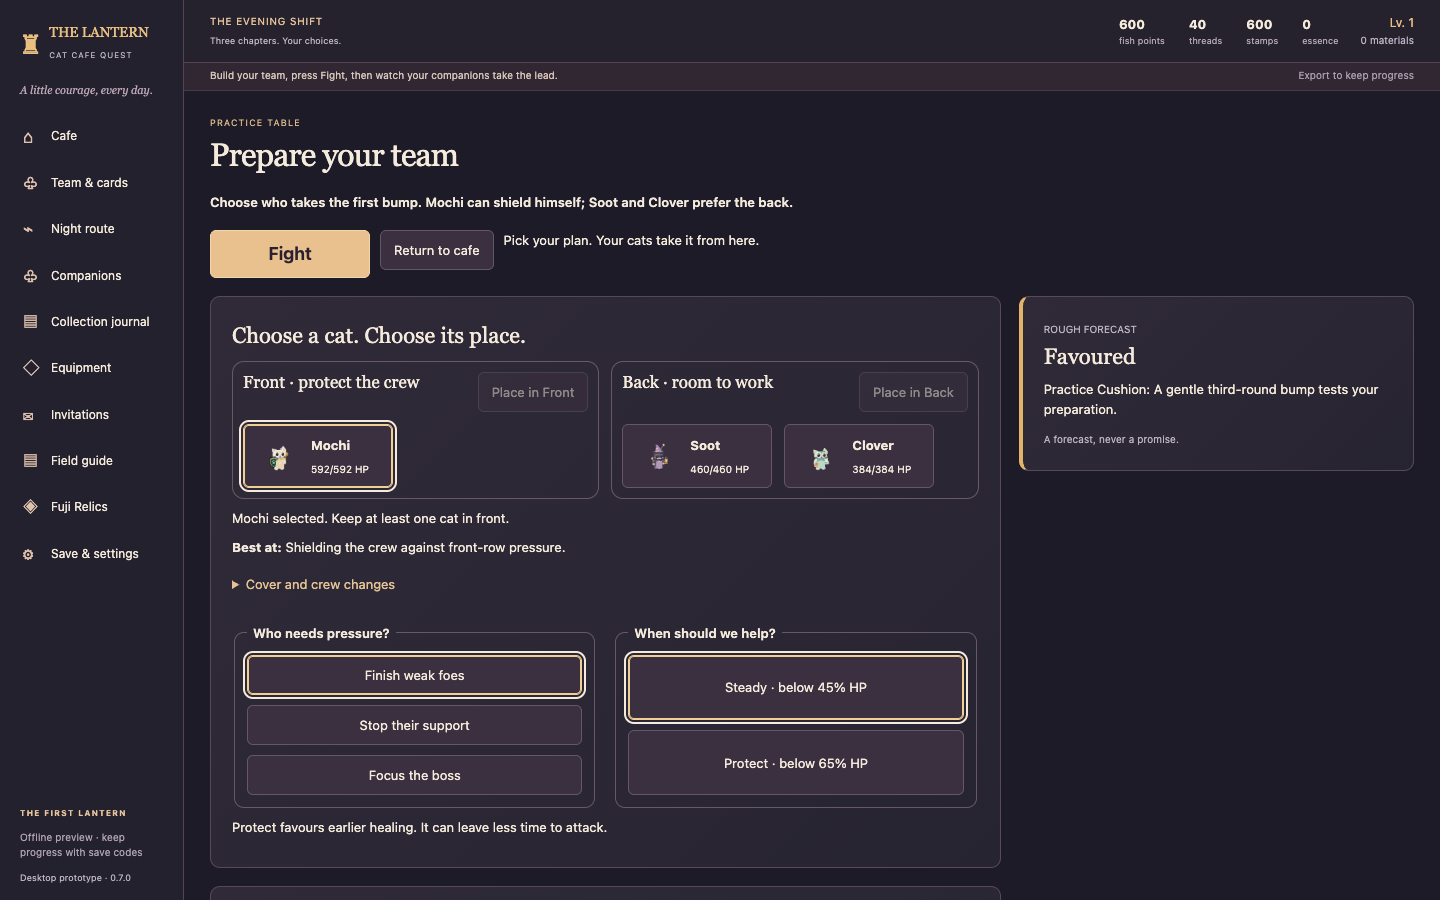 THE LANTERN
CAT CAFE QUEST
A little courage, every day.
Cafe
Team & cards
Night route
Companions
Collection journal
Equipment
Invitations
Field guide
Fuji Relics
Save & settings
THE FIRST LANTERN
Offline preview · keep
progress with save codes
Desktop prototype · 0.7.0
THE EVENING SHIFT
Three chapters. Your choices.
600
fish points
40
threads
600
stamps
0
essence
Lv. 1
0 materials
Build your team, press Fight, then watch your companions take the lead.
Export to keep progress
PRACTICE TABLE
Prepare your team
Choose who takes the first bump. Mochi can shield himself; Soot and Clover prefer the back.
Fight
Return to cafe
Pick your plan. Your cats take it from here.
Choose a cat. Choose its place.
Front · protect the crew
Place in Front
Mochi
592/592 HP
Back · room to work
Place in Back
Soot
460/460 HP
Clover
384/384 HP
Mochi selected. Keep at least one cat in front.
Best at: Shielding the crew against front-row pressure.
Cover and crew changes
Who needs pressure?
Finish weak foes
Stop their support
Focus the boss
When should we help?
Steady · below 45% HP
Protect · below 65% HP
Protect favours earlier healing. It can leave less time to attack.
ROUGH FORECAST
Favoured
Practice Cushion: A gentle third-round bump tests your
preparation.
A forecast, never a promise.